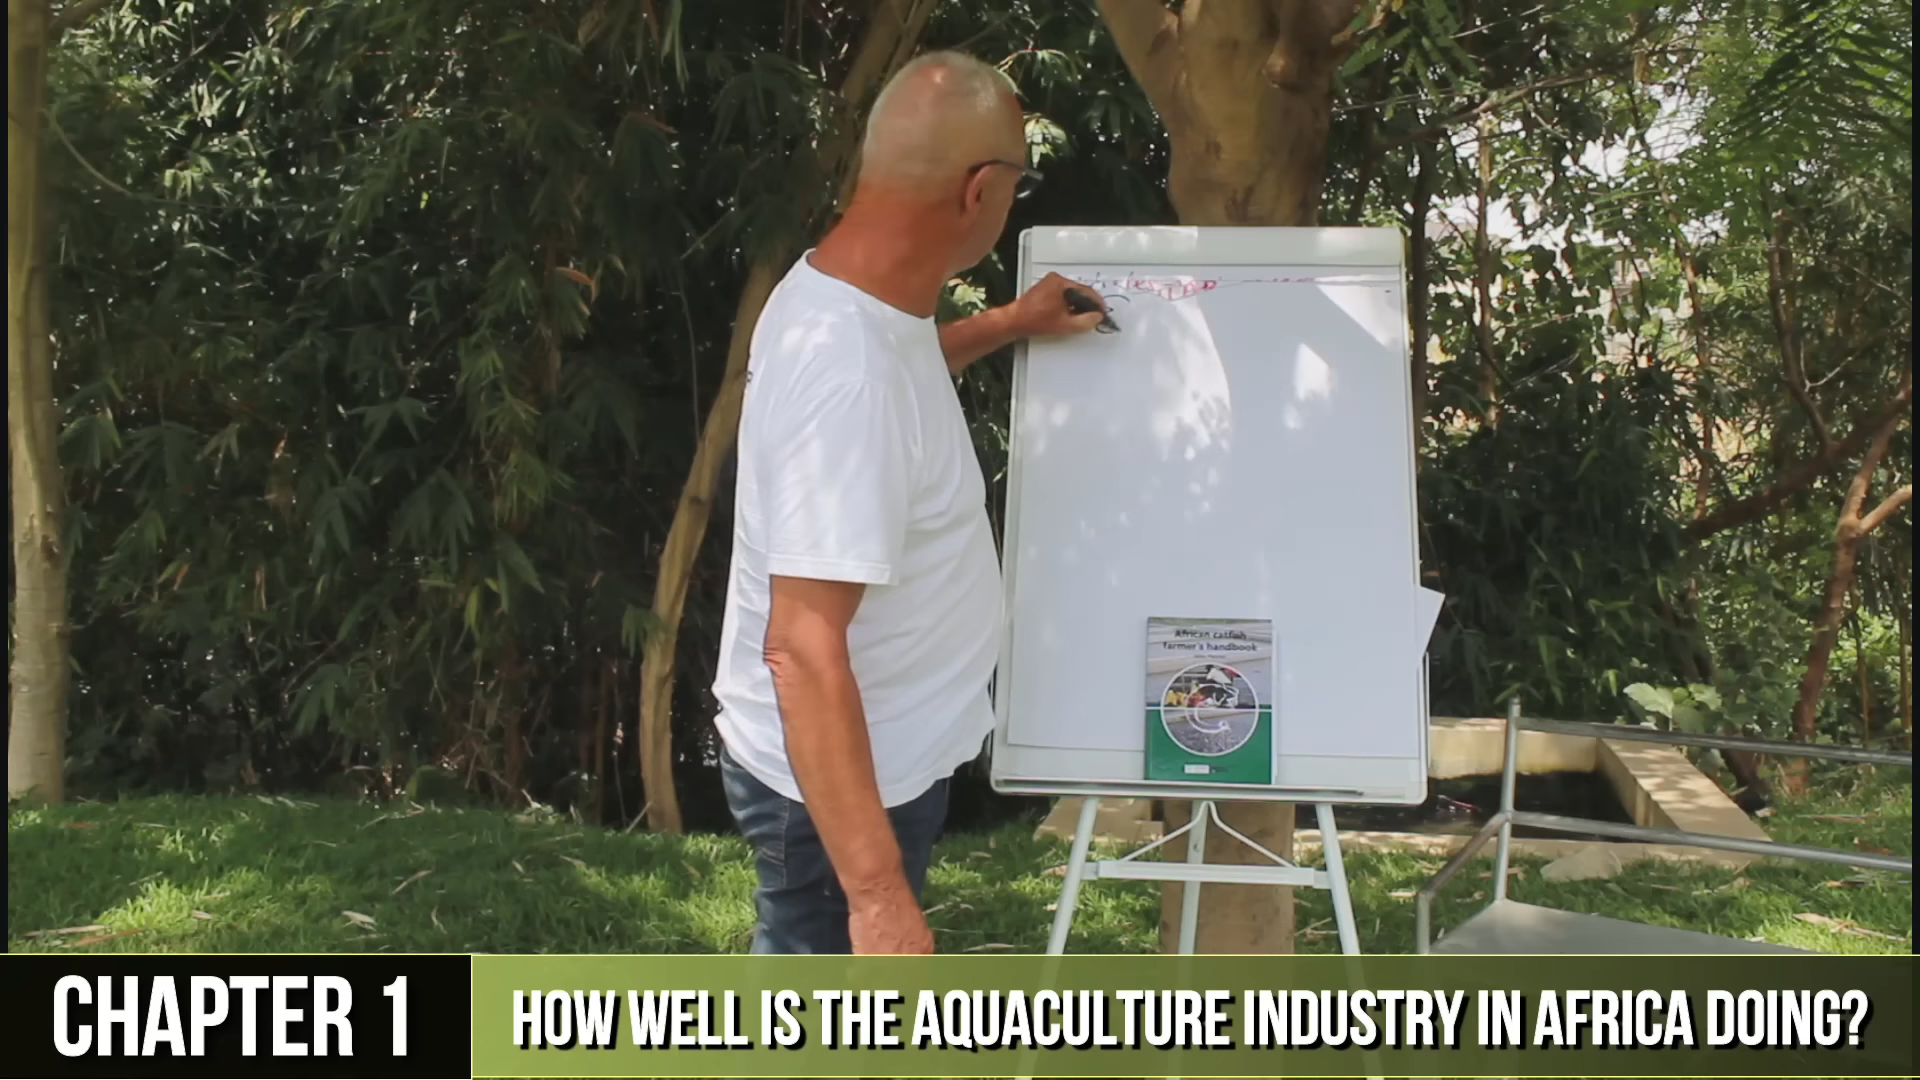 African catfish
farmer's handbook
CHAPTER 1
HOW WELL IS THE AQUACULTURE INDUSTRY IN AFRICA DOING?